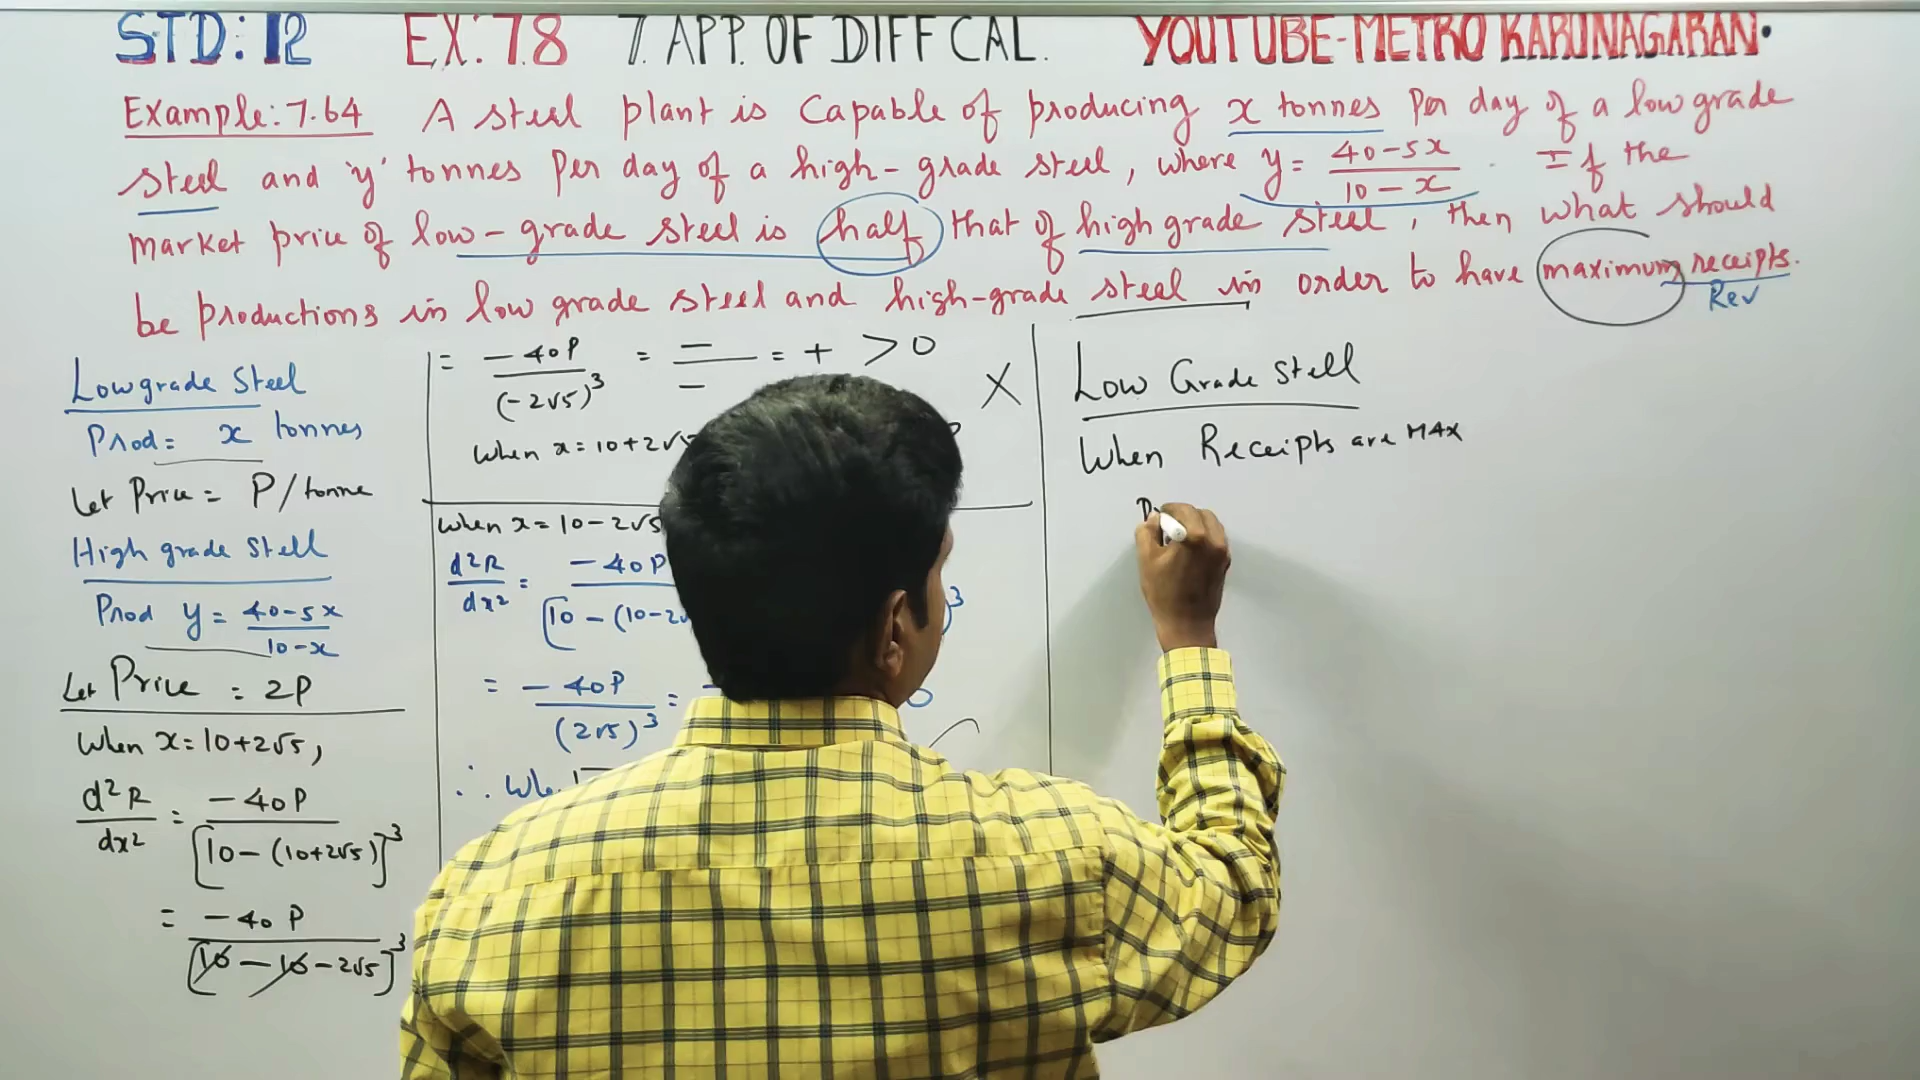 STD: 12 EX: 7.8 7. APP. OF DIFF CAL. YOUTUBE-METRO KARUNAGARAN.
Example: 7.64 A steel plant is capable of producing x tonnes per day of a low grade
steel and 'y' tonnes per day of a high-grade steel, where y = 40-5x / 10-x. If the
market price of low-grade steel is half that of high grade steel, then what should
be productions in low grade steel and high-grade steel in order to have maximum receipts.
Rev
Low grade Steel
Prod = x tonnes
Let Price = P/tonne
High grade Stell
Prod y = 40-5x / 10-x
Let Price = 2P
When x = 10+2√5,
d²R/dx² = -40P / [10-(10+2√5)]³
= -40P / [10-10-2√5]³
= -40P / (-2√5)³ = - / - = + > 0
When x = 10+2√5
X
When x = 10-2√5
d²R/dx² = -40P / [10-(10-2
]³
= -40P / (2√5)³ =
0
∴
Low Grade Stell
When Receipts are MAX